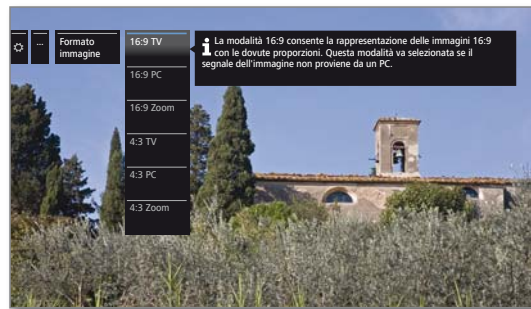 ...
Formato
immagine
16:9 TV
16:9 PC
16:9 Zoom
4:3 TV
4:3 PC
4:3 Zoom
La modalità 16:9 consente la rappresentazione delle immagini 16:9
con le dovute proporzioni. Questa modalità va selezionata se il
segnale dell'immagine non proviene da un PC.